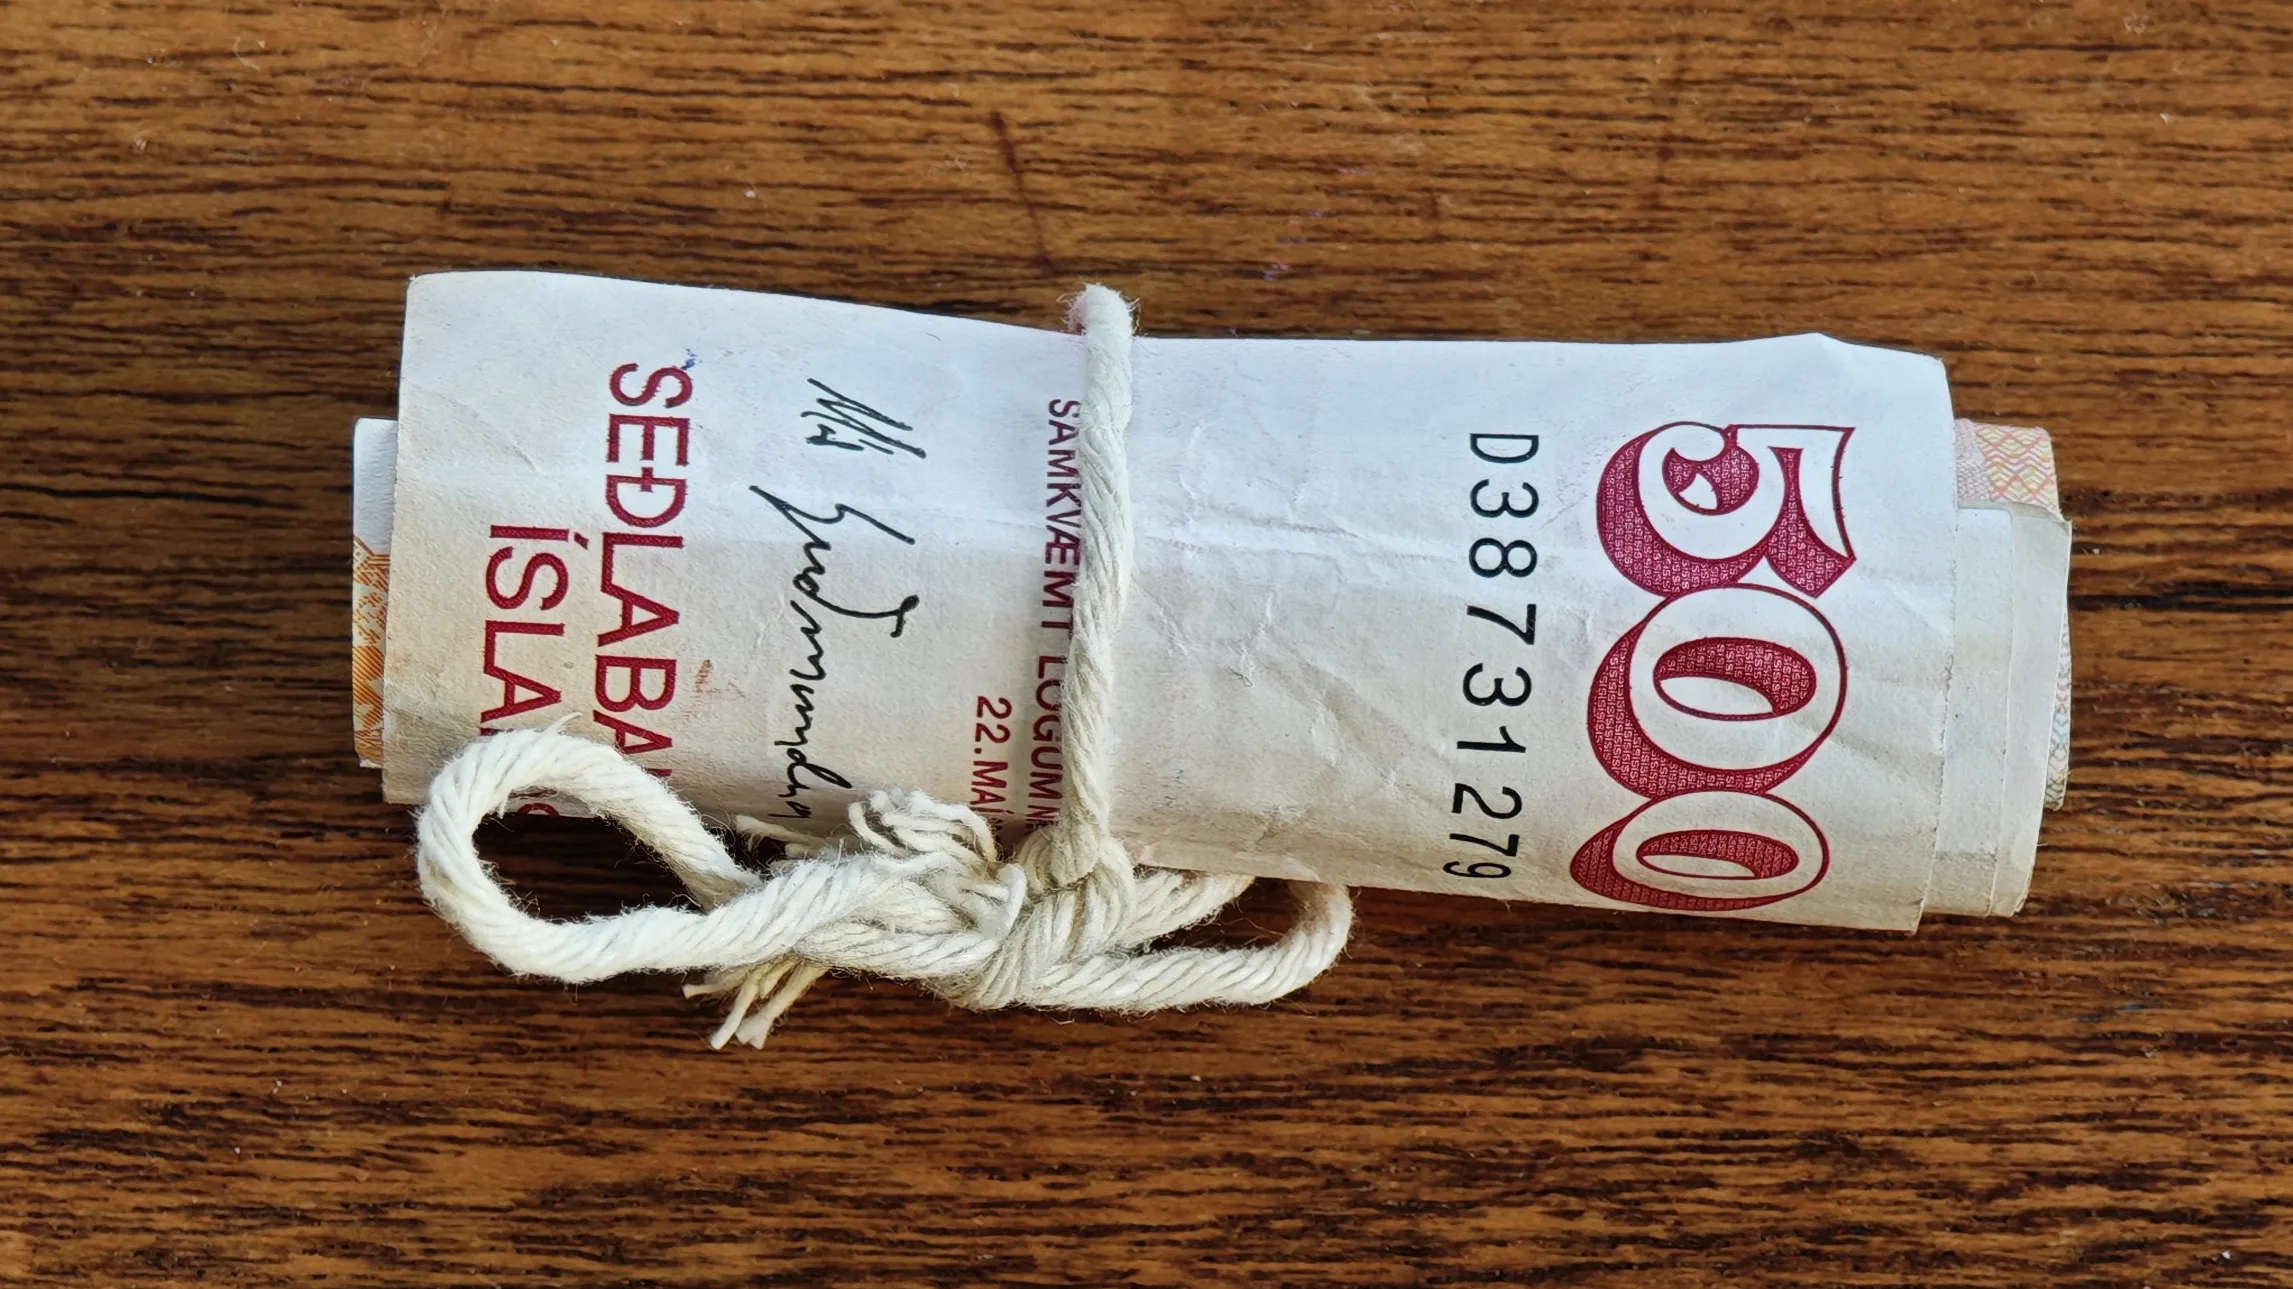 500
D38731279
SAMKVÆMT LÖGUM N
22.MAÍ
SEÐLABA
ÍSLA